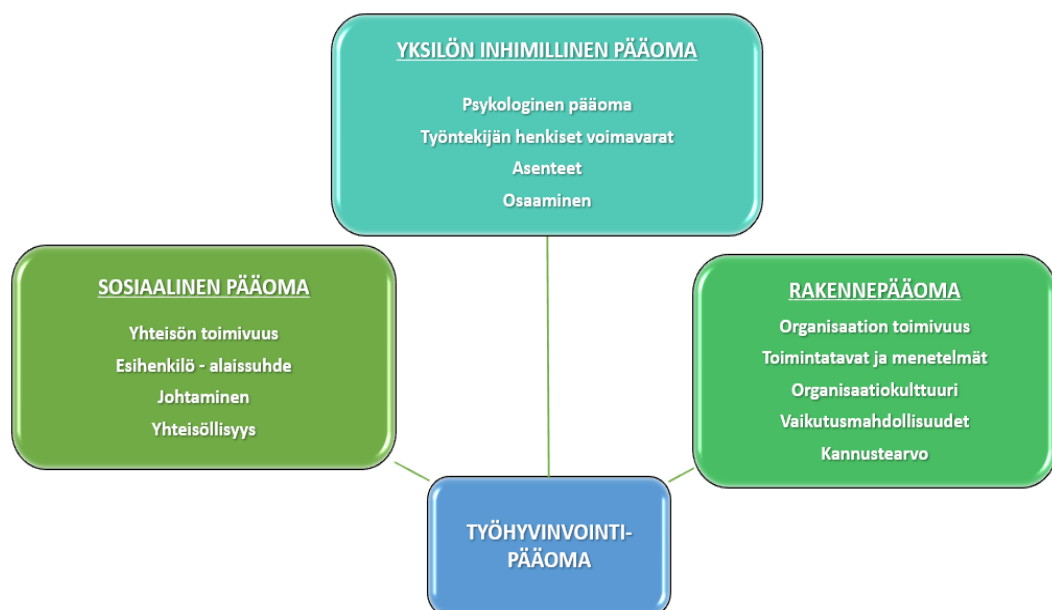 YKSILÖN INHIMILLINEN PÄÄOMA
Psykologinen pääoma
Työntekijän henkiset voimavarat
Asenteet
Osaaminen
SOSIAALINEN PÄÄOMA
Yhteisön toimivuus
Esihenkilö - alaissuhde
Johtaminen
Yhteisöllisyys
RAKENNEPÄÄOMA
Organisaation toimivuus
Toimintatavat ja menetelmät
Organisaatiokulttuuri
Vaikutusmahdollisuudet
Kannustearvo
TYÖHYVINVOINTI-
PÄÄOMA